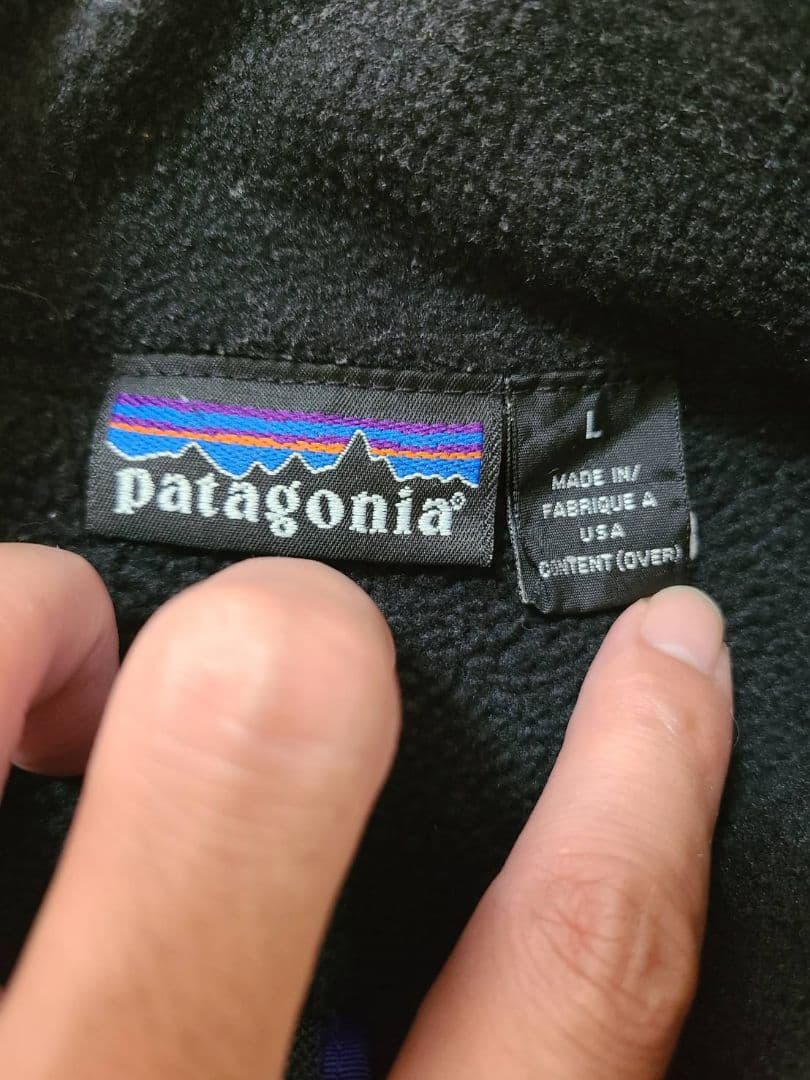 patagonia®
L
MADE IN/
FABRIQUE A
USA
CONTENT (OVER)